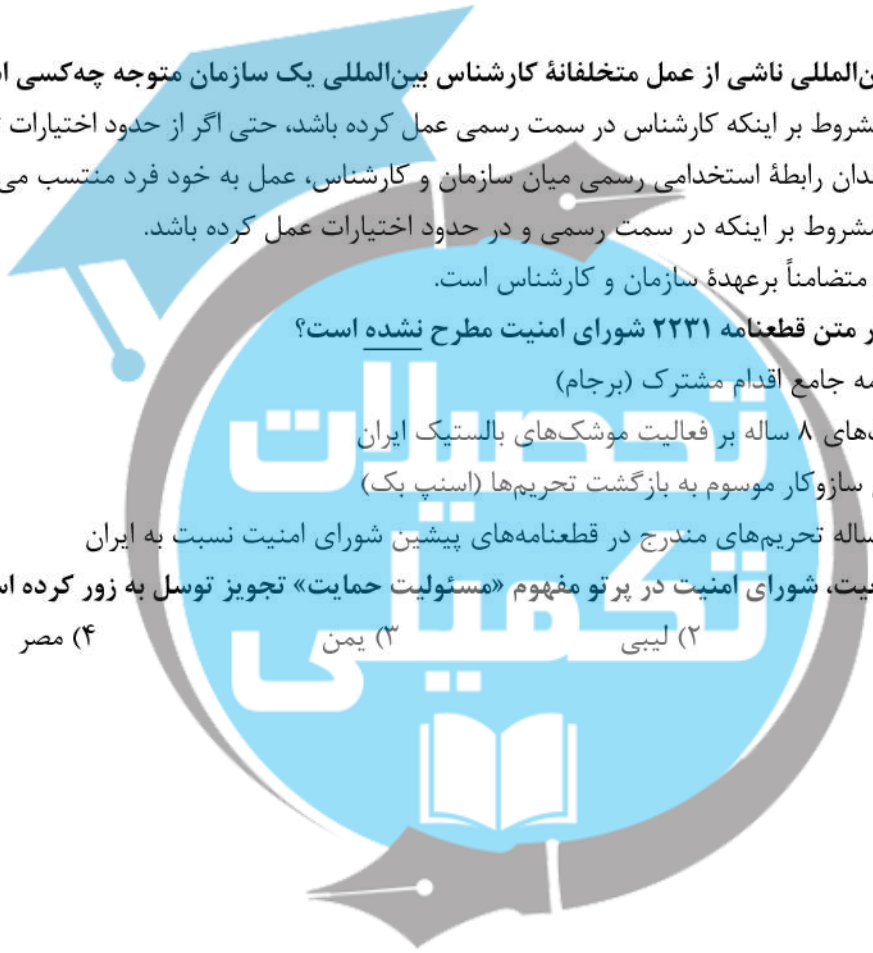 ن‌المللی ناشی از عمل متخلفانهٔ کارشناس بین‌المللی یک سازمان متوجه چه‌کسی
شروط بر اینکه کارشناس در سمت رسمی عمل کرده باشد، حتی اگر از حدود اختیارات
دان رابطهٔ استخدامی رسمی میان سازمان و کارشناس، عمل به خود فرد منتسب می
مشروط بر اینکه در سمت رسمی و در حدود اختیارات عمل کرده باشد.
متضامناً برعهدهٔ سازمان و کارشناس است.
ر متن قطعنامه ۲۲۳۱ شورای امنیت مطرح نشده است؟
مه جامع اقدام مشترک (برجام)
‌های ۸ ساله بر فعالیت موشک‌های بالستیک ایران
سازوکار موسوم به بازگشت تحریم‌ها (اسنپ بک)
ساله تحریم‌های مندرج در قطعنامه‌های پیشین شورای امنیت نسبت به ایران
یت، شورای امنیت در پرتو مفهوم «مسئولیت حمایت» تجویز توسل به زور کرده
۲) لیبی ۳) یمن ۴) مصر
تحصیلات
تکمیلی